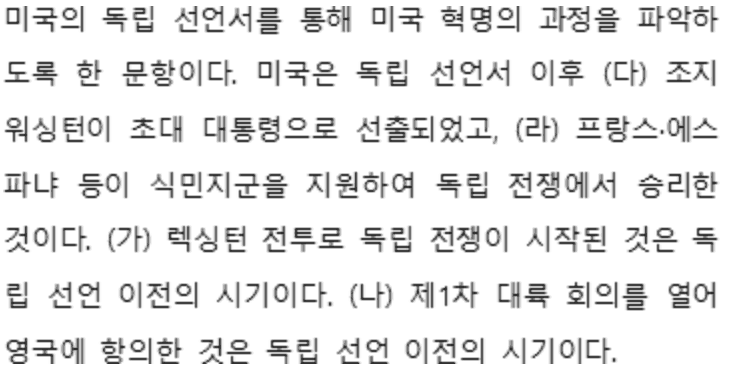 미국의 독립 선언서를 통해 미국 혁명의 과정을 파악하
도록 한 문항이다. 미국은 독립 선언서 이후 (다) 조지
워싱턴이 초대 대통령으로 선출되었고, (라) 프랑스·에스
파냐 등이 식민지군을 지원하여 독립 전쟁에서 승리한
것이다. (가) 렉싱턴 전투로 독립 전쟁이 시작된 것은 독
립 선언 이전의 시기이다. (나) 제1차 대륙 회의를 열어
영국에 항의한 것은 독립 선언 이전의 시기이다.